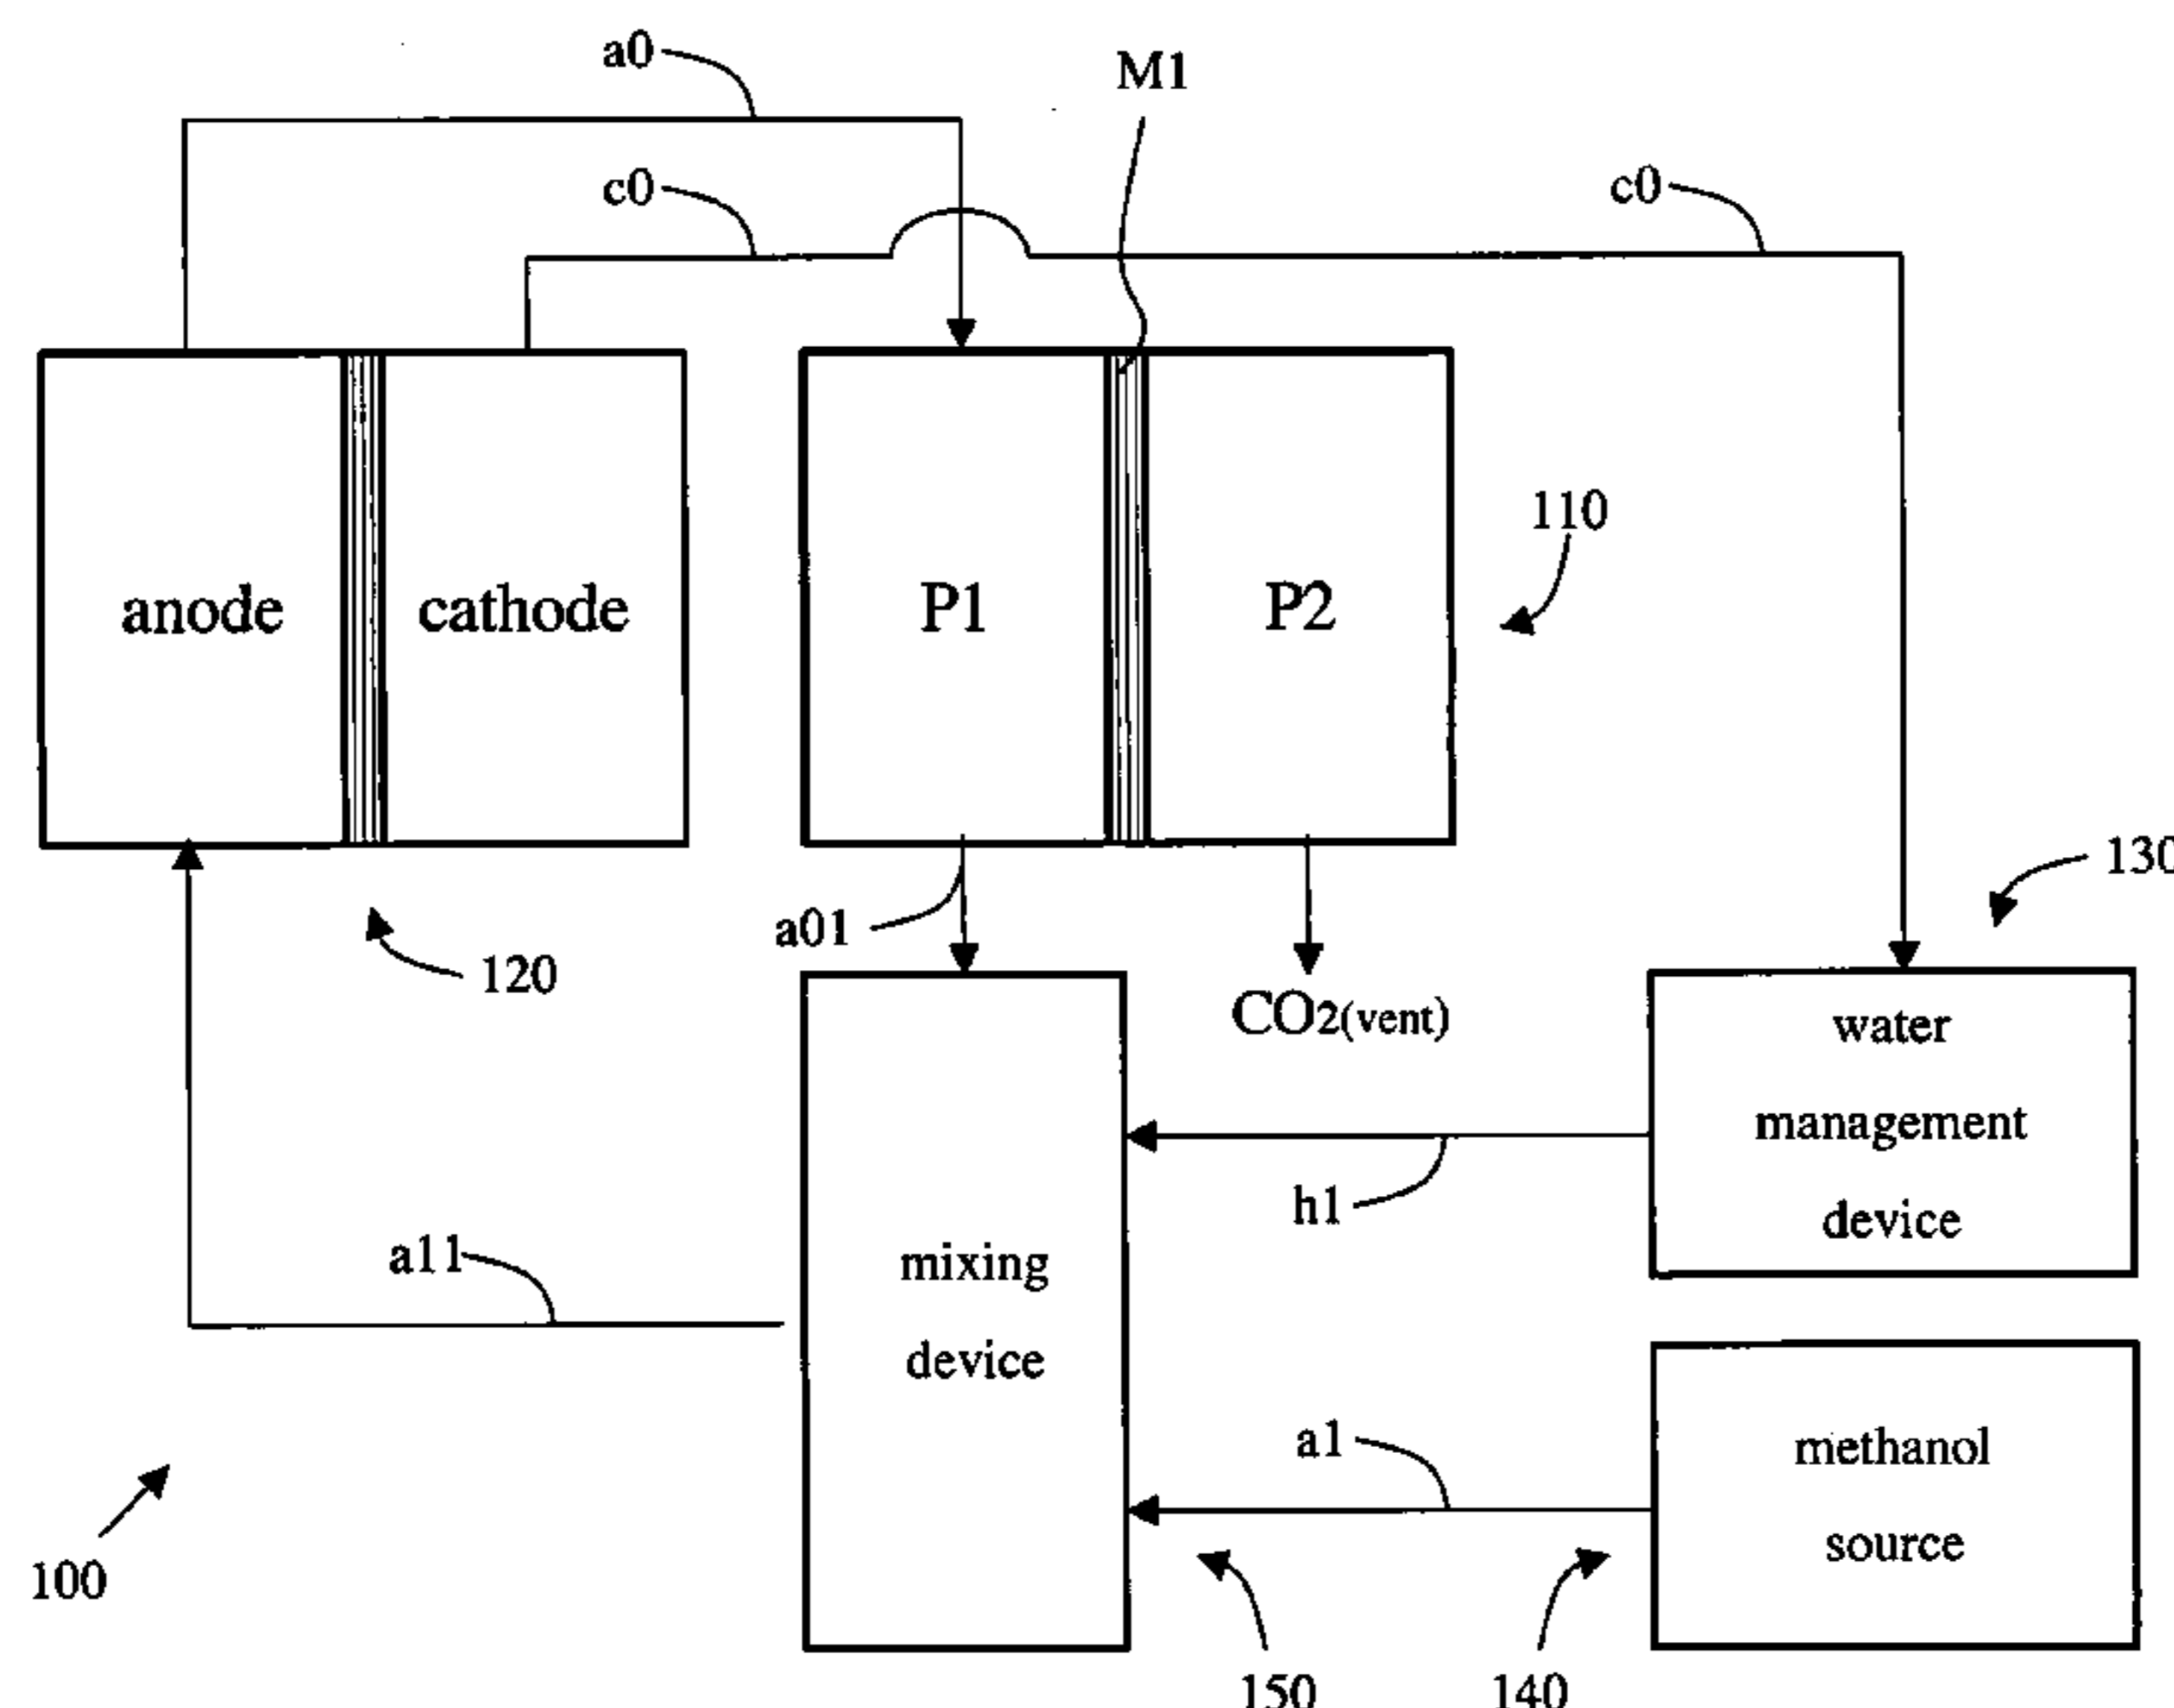 a0
M1
c0
c0
110
anode
cathode
P1
P2
130
a01
120
CO2(vent)
water
management
device
h1
a11
mixing
device
a1
methanol
source
100
150
140